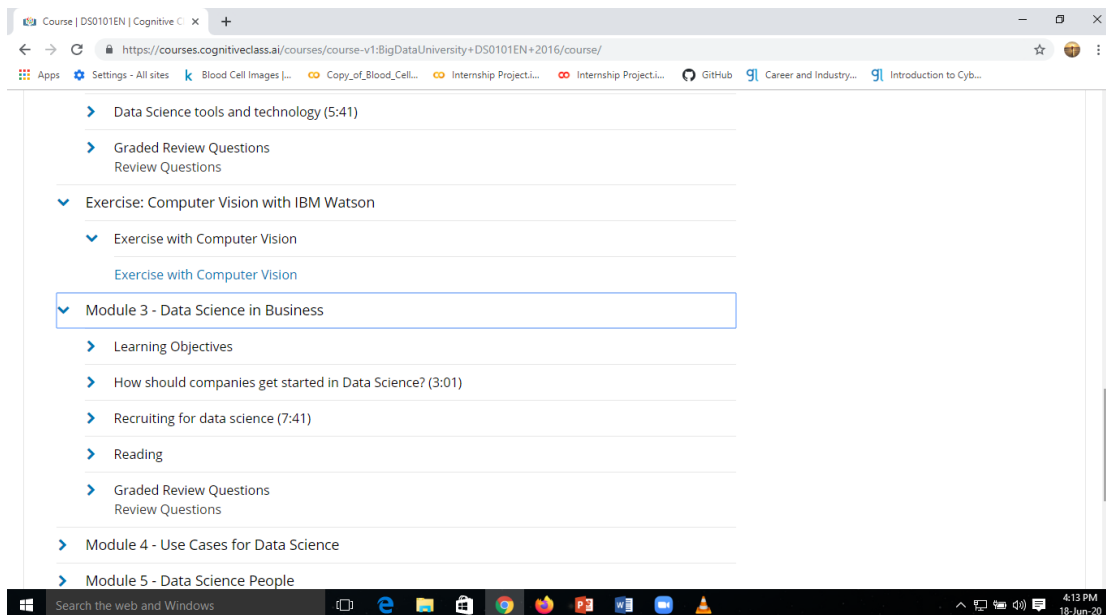 Course | DS0101EN | Cognitive C
https://courses.cognitiveclass.ai/courses/course-v1:BigDataUniversity+DS0101EN+2016/course/
Apps Settings - All sites Blood Cell Images |... Copy_of_Blood_Cell... Internship Project.i... Internship Project.i... GitHub Career and Industry... Introduction to Cyb...
Data Science tools and technology (5:41)
Graded Review Questions
Review Questions
Exercise: Computer Vision with IBM Watson
Exercise with Computer Vision
Exercise with Computer Vision
Module 3 - Data Science in Business
Learning Objectives
How should companies get started in Data Science? (3:01)
Recruiting for data science (7:41)
Reading
Graded Review Questions
Review Questions
Module 4 - Use Cases for Data Science
Module 5 - Data Science People
Search the web and Windows
4:13 PM
18-Jun-20